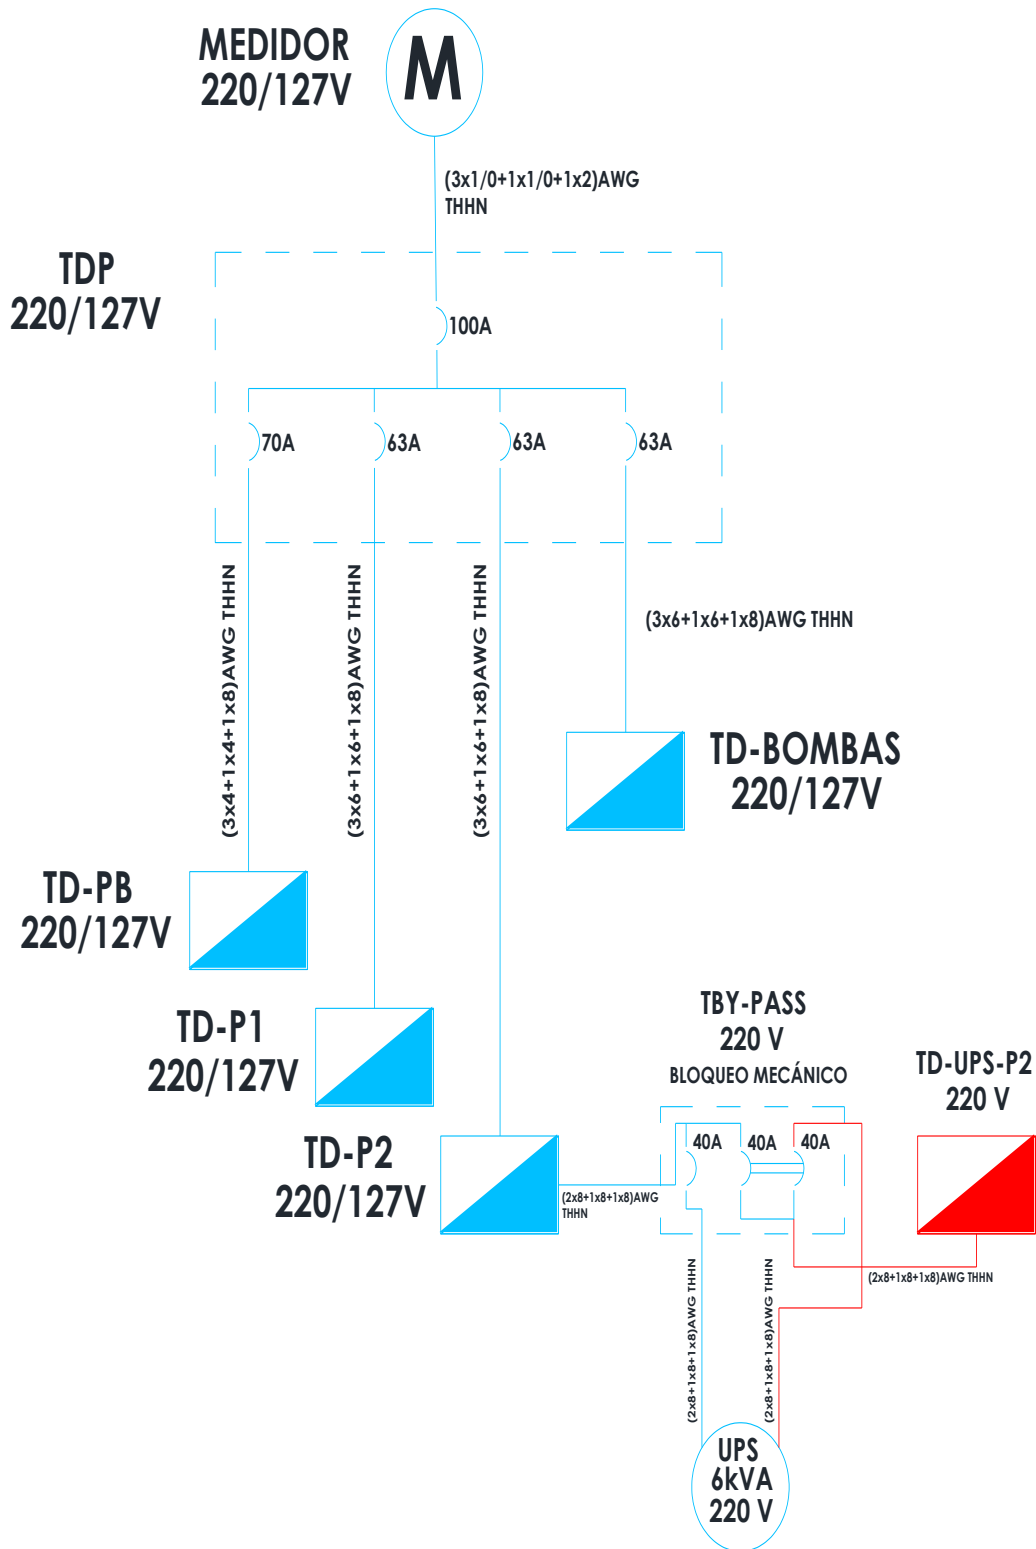 MEDIDOR
220/127V
M
(3x1/0+1x1/0+1x2)AWG
THHN
TDP
220/127V
100A
70A
63A
63A
63A
(3x4+1x4+1x8)AWG THHN
(3x6+1x6+1x8)AWG THHN
(3x6+1x6+1x8)AWG THHN
(3x6+1x6+1x8)AWG THHN
TD-BOMBAS
220/127V
TD-PB
220/127V
TD-P1
220/127V
TD-P2
220/127V
(2x8+1x8+1x8)AWG
THHN
TBY-PASS
220 V
BLOQUEO MECÁNICO
40A
40A
40A
TD-UPS-P2
220 V
(2x8+1x8+1x8)AWG THHN
(2x8+1x8+1x8)AWG THHN
(2x8+1x8+1x8)AWG THHN
UPS
6kVA
220 V